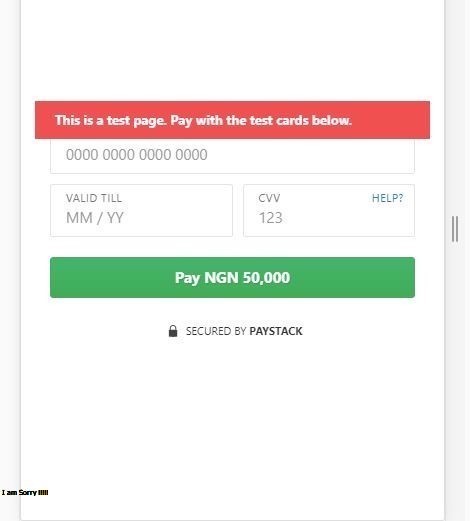 This is a test page. Pay with the test cards below.
0000 0000 0000 0000
VALID TILL
MM / YY
CVV
HELP?
123
Pay NGN 50,000
SECURED BY PAYSTACK
I am Sorry !!!!!